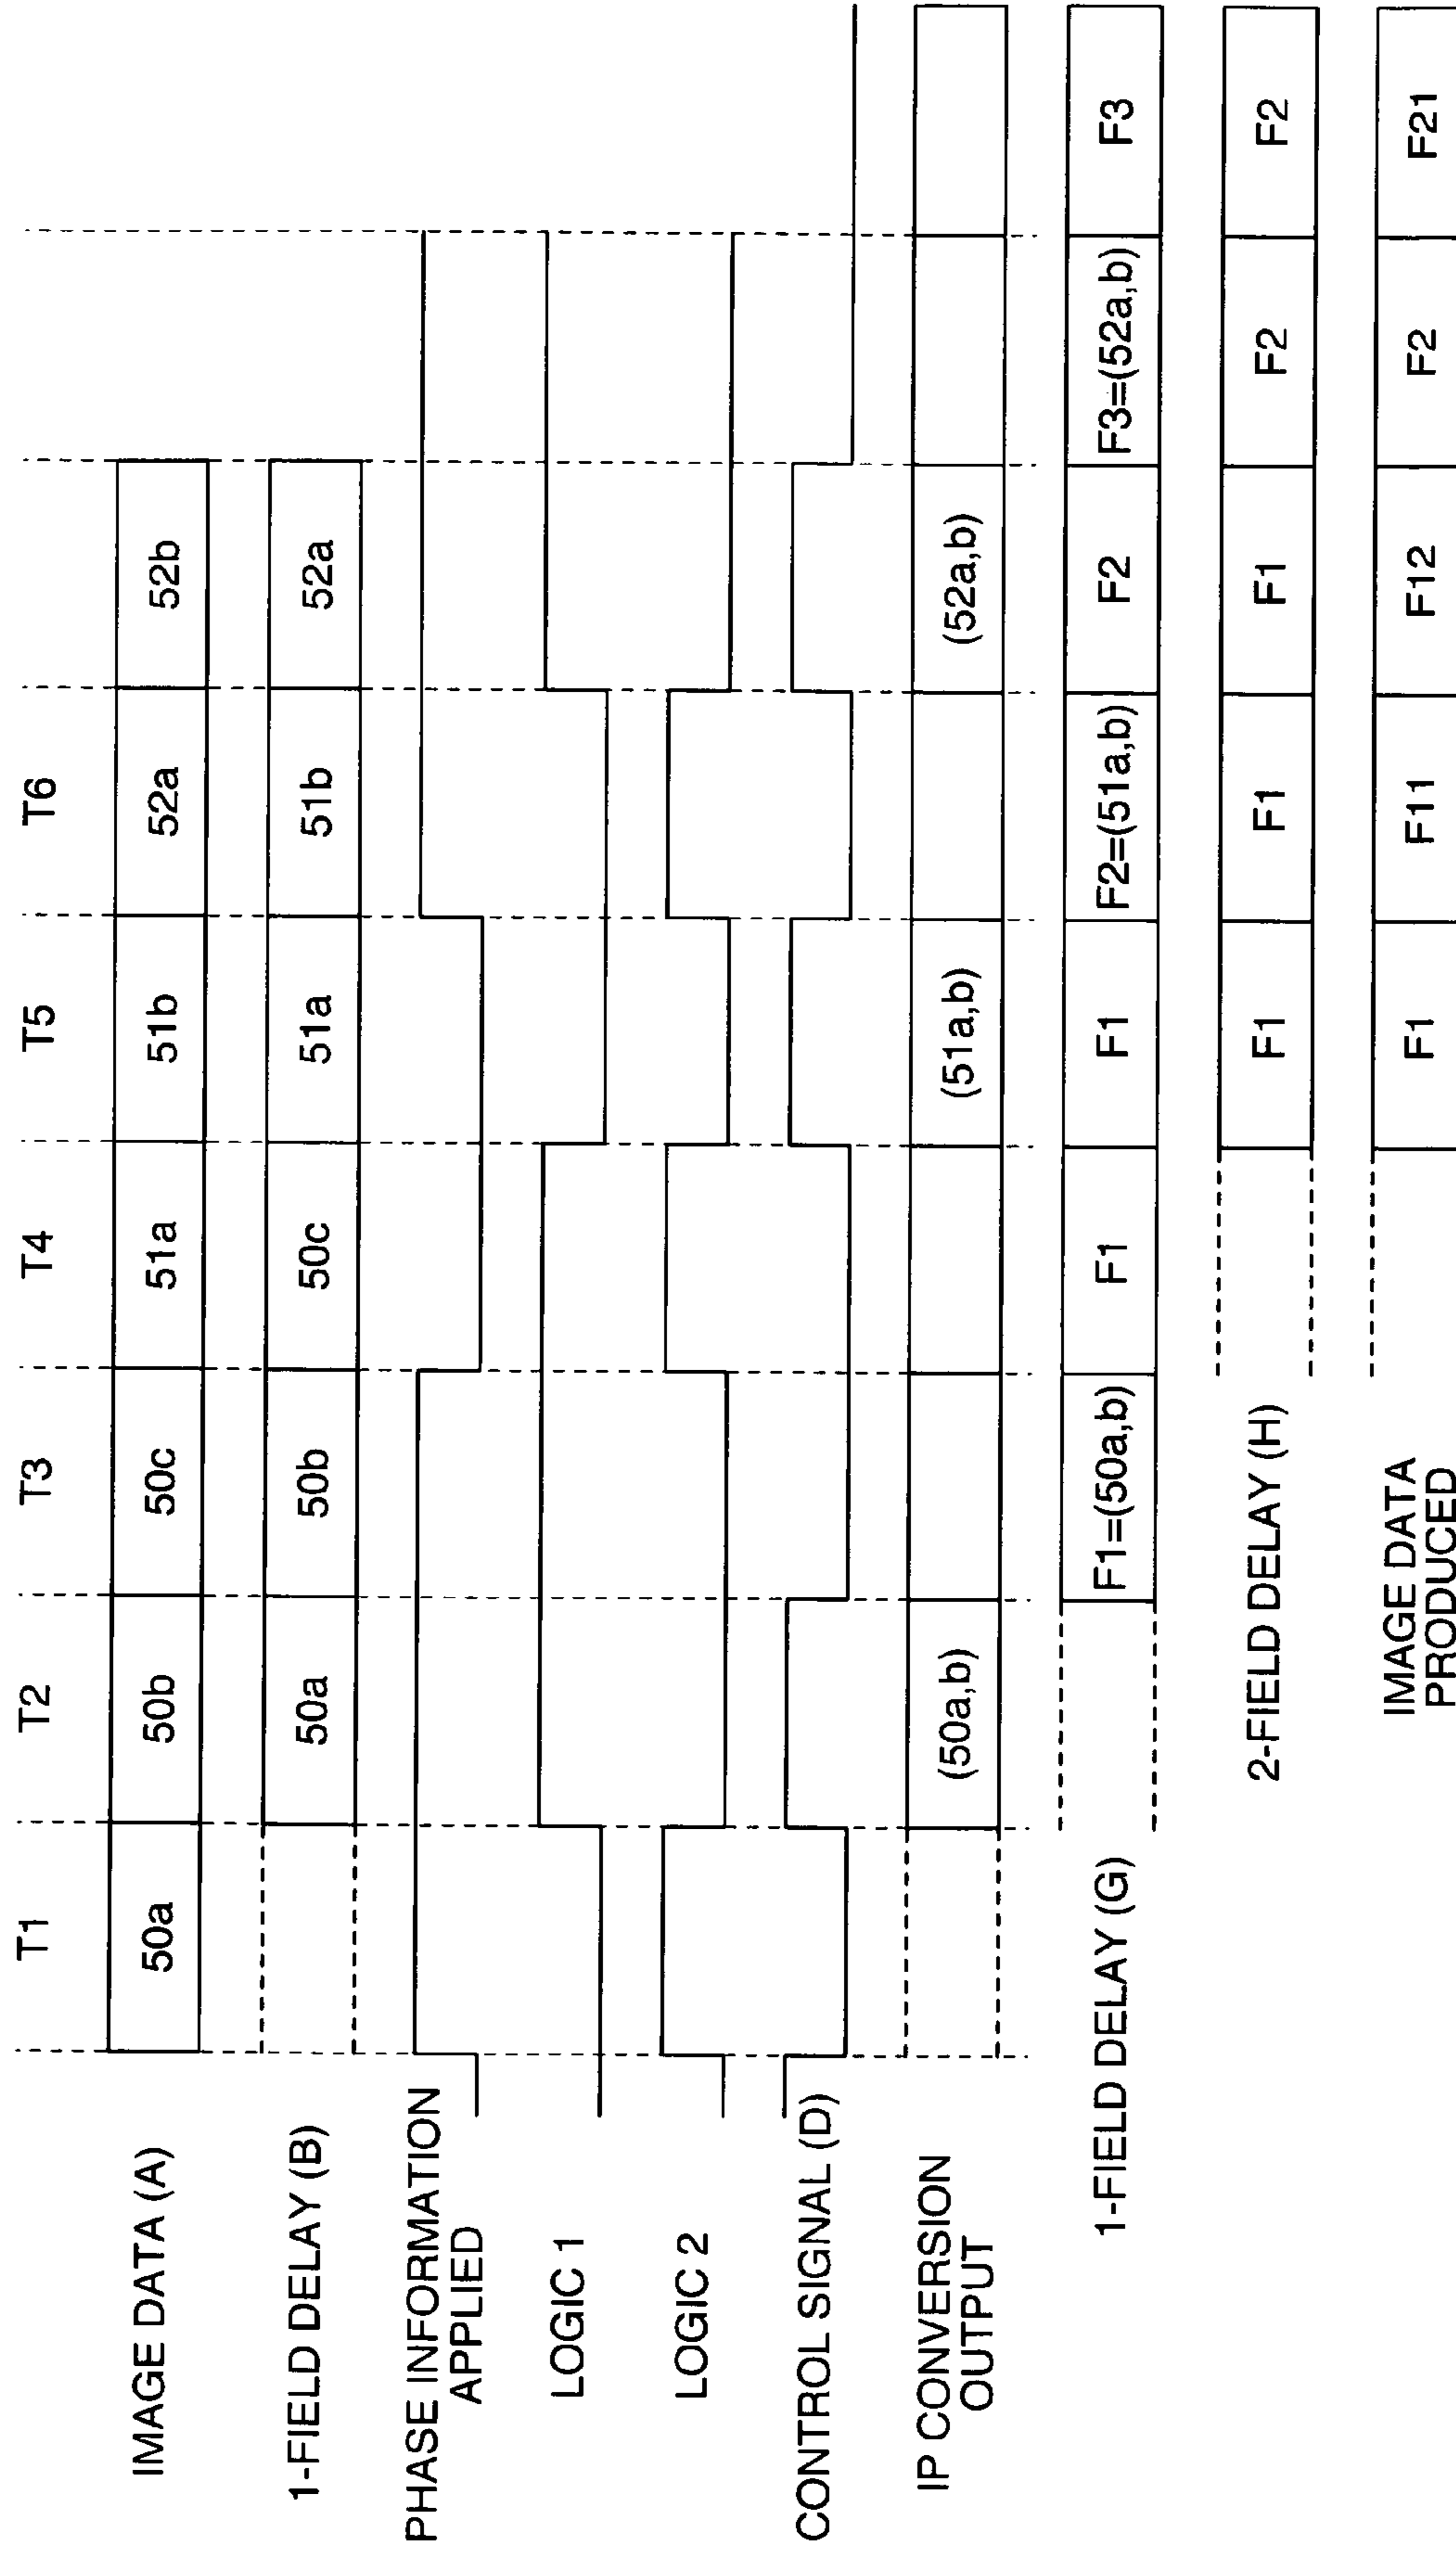 T1 T2 T3 T4 T5 T6
IMAGE DATA (A) 50a 50b 50c 51a 51b 52a 52b
1-FIELD DELAY (B) 50a 50b 50c 51a 51b 52a
PHASE INFORMATION
APPLIED
LOGIC 1
LOGIC 2
CONTROL SIGNAL (D)
IP CONVERSION
OUTPUT
(50a,b) (51a,b) (52a,b)
1-FIELD DELAY (G) F1=(50a,b) F1 F1 F2=(51a,b) F2 F3=(52a,b) F3
2-FIELD DELAY (H) F1 F1 F1 F2 F2
IMAGE DATA
PRODUCED
F1 F11 F12 F2 F21